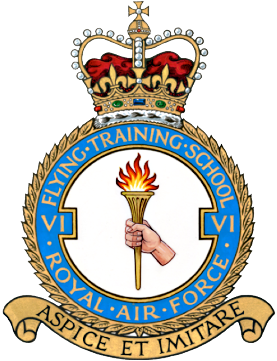 FLYING · TRAINING · SCHOOL
VI VI
ROYAL · AIR · FORCE
ASPICE ET IMITARE